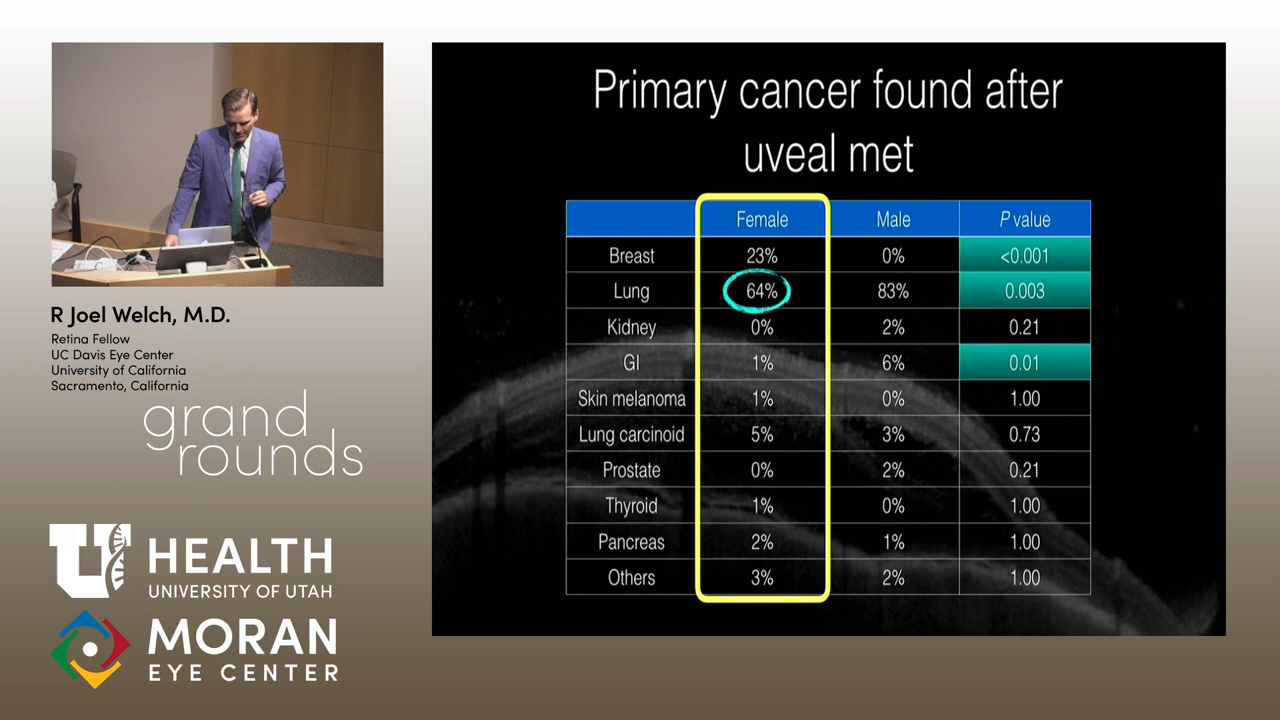 Primary cancer found after
uveal met
Female Male P value
Breast 23% 0% <0.001
Lung 64% 83% 0.003
Kidney 0% 2% 0.21
GI 1% 6% 0.01
Skin melanoma 1% 0% 1.00
Lung carcinoid 5% 3% 0.73
Prostate 0% 2% 0.21
Thyroid 1% 0% 1.00
Pancreas 2% 1% 1.00
Others 3% 2% 1.00
R Joel Welch, M.D.
Retina Fellow
UC Davis Eye Center
University of California
Sacramento, California
grand
rounds
U HEALTH
UNIVERSITY OF UTAH
MORAN
EYE CENTER